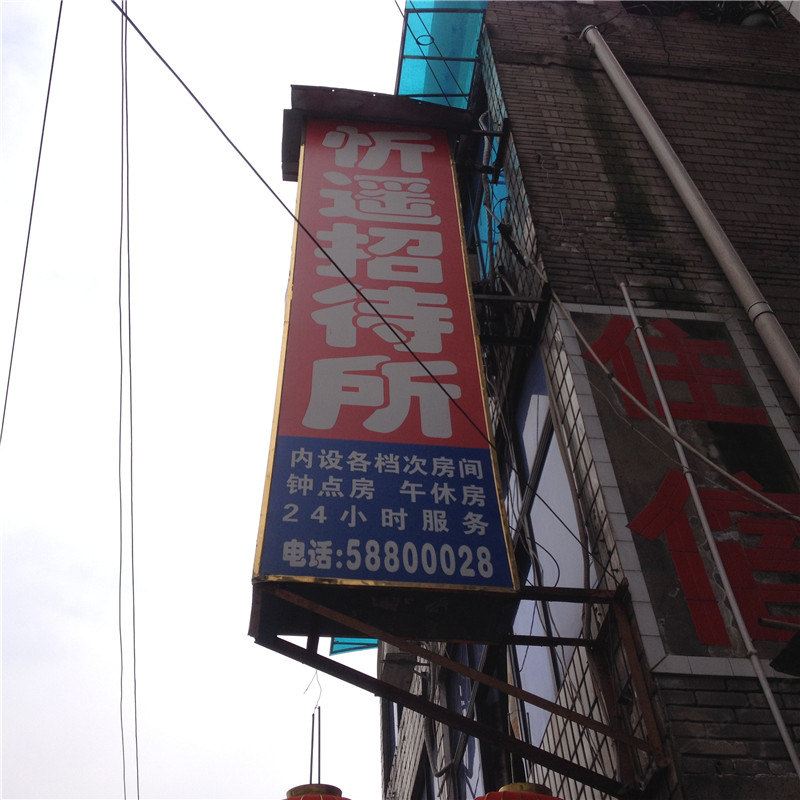 忻遥招待所
内设各档次房间
钟点房 午休房
24小时服务
电话:58800028
住宿